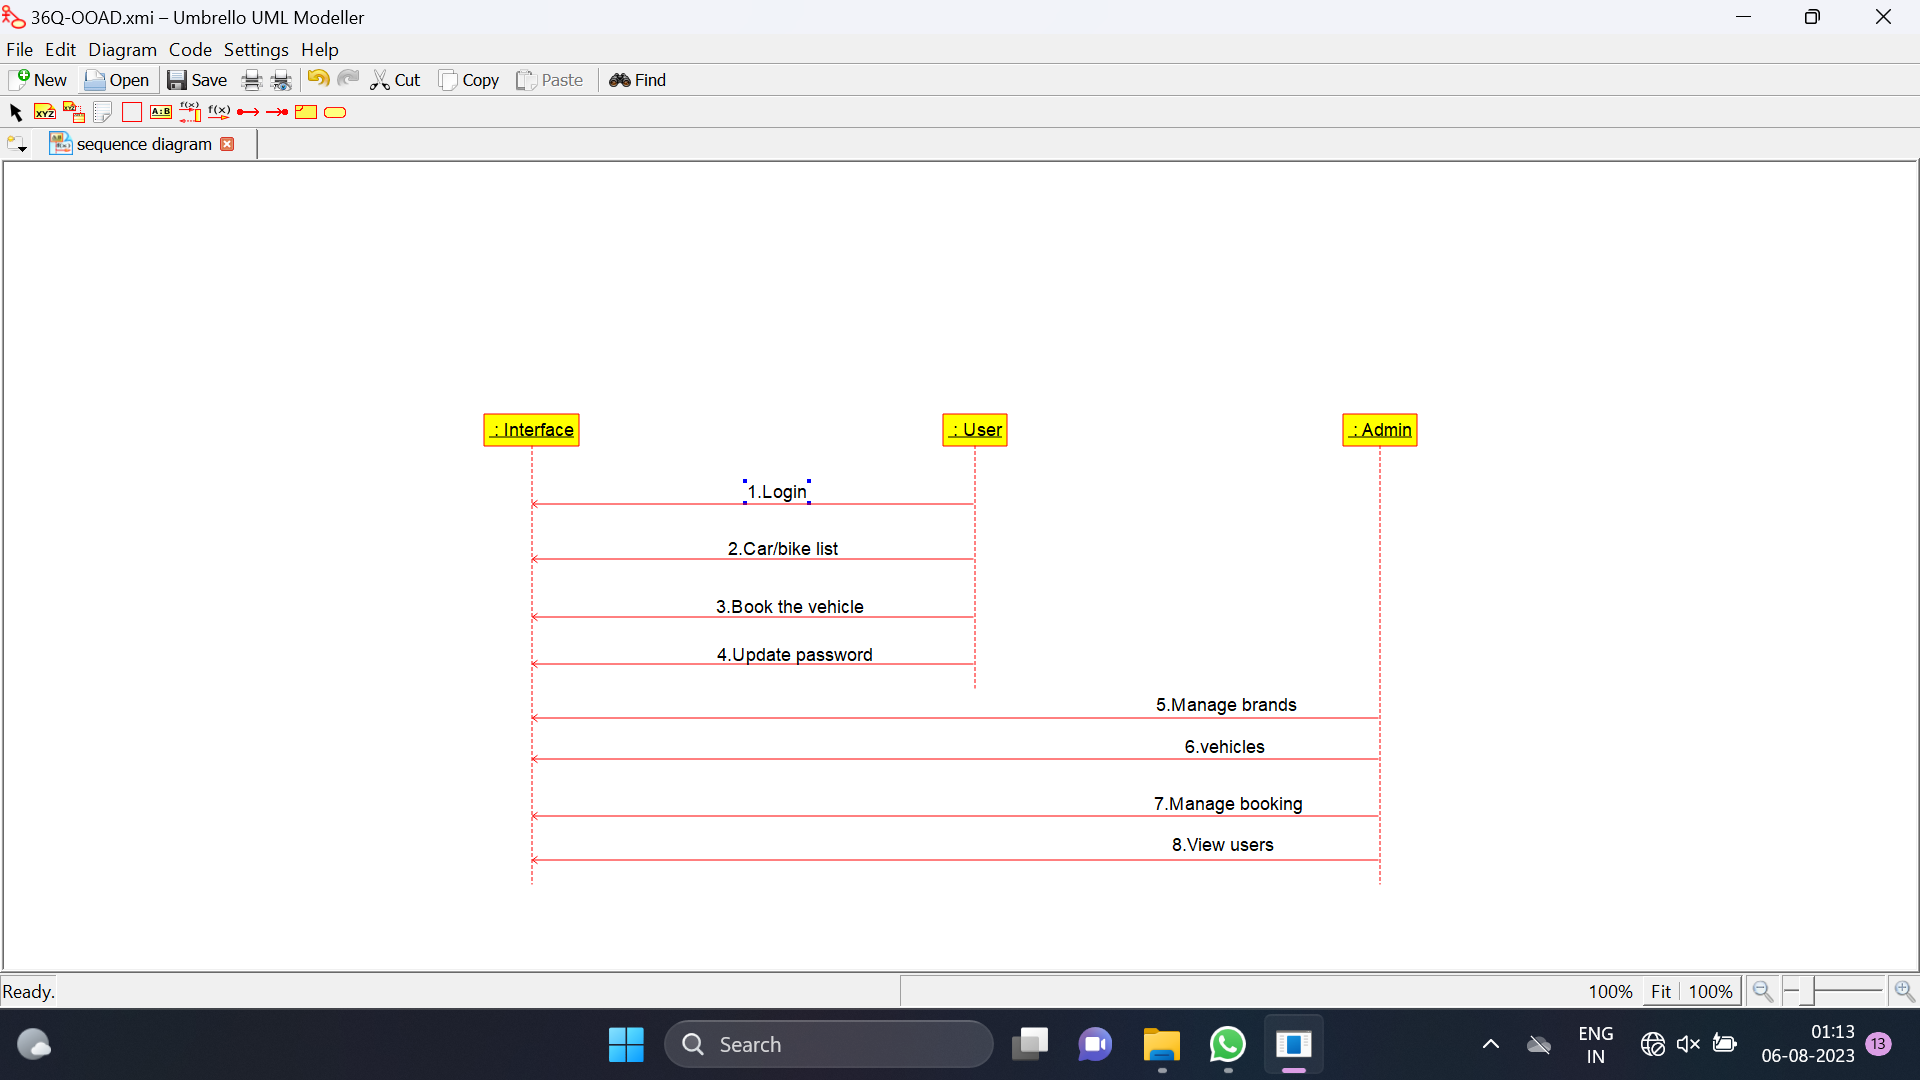 36Q-OOAD.xmi – Umbrello UML Modeller
File Edit Diagram Code Settings Help
New Open Save Cut Copy Paste Find
XYZ XYZ A:B f(x) f(x)
sequence diagram
: Interface : User : Admin
1.Login
2.Car/bike list
3.Book the vehicle
4.Update password
5.Manage brands
6.vehicles
7.Manage booking
8.View users
Ready. 100% Fit 100%
Search
ENG
IN
01:13
06-08-2023
13